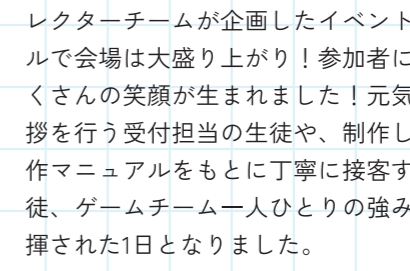 レクターチームが企画したイベント
ルで会場は大盛り上がり！参加者に
くさんの笑顔が生まれました！元気
拶を行う受付担当の生徒や、制作し
作マニュアルをもとに丁寧に接客す
徒、ゲームチーム一人ひとりの強み
揮された1日となりました。